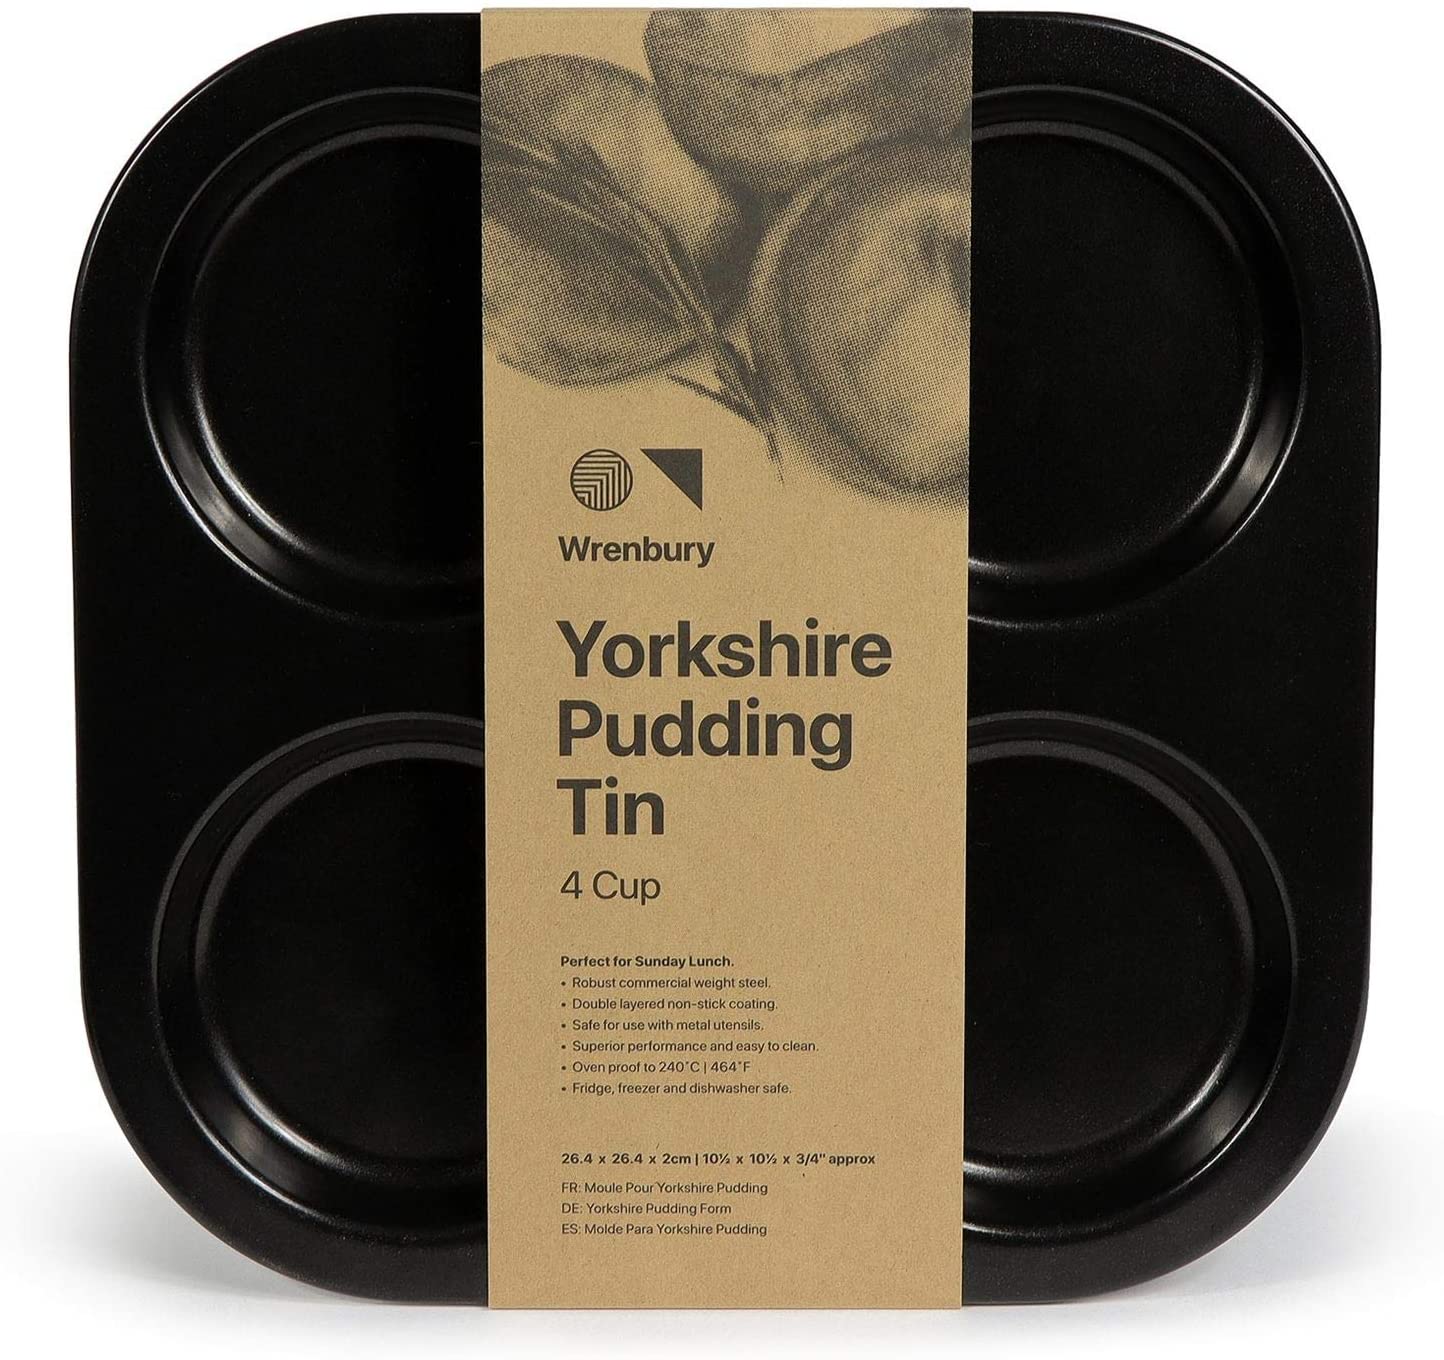 Wrenbury
Yorkshire
Pudding
Tin
4 Cup
Perfect for Sunday Lunch.
• Robust commercial weight steel.
• Double layered non-stick coating.
• Safe for use with metal utensils.
• Superior performance and easy to clean.
• Oven proof to 240°C | 464°F
• Fridge, freezer and dishwasher safe.
26.4 x 26.4 x 2cm | 10½ x 10½ x 3/4" approx
FR: Moule Pour Yorkshire Pudding
DE: Yorkshire Pudding Form
ES: Molde Para Yorkshire Pudding